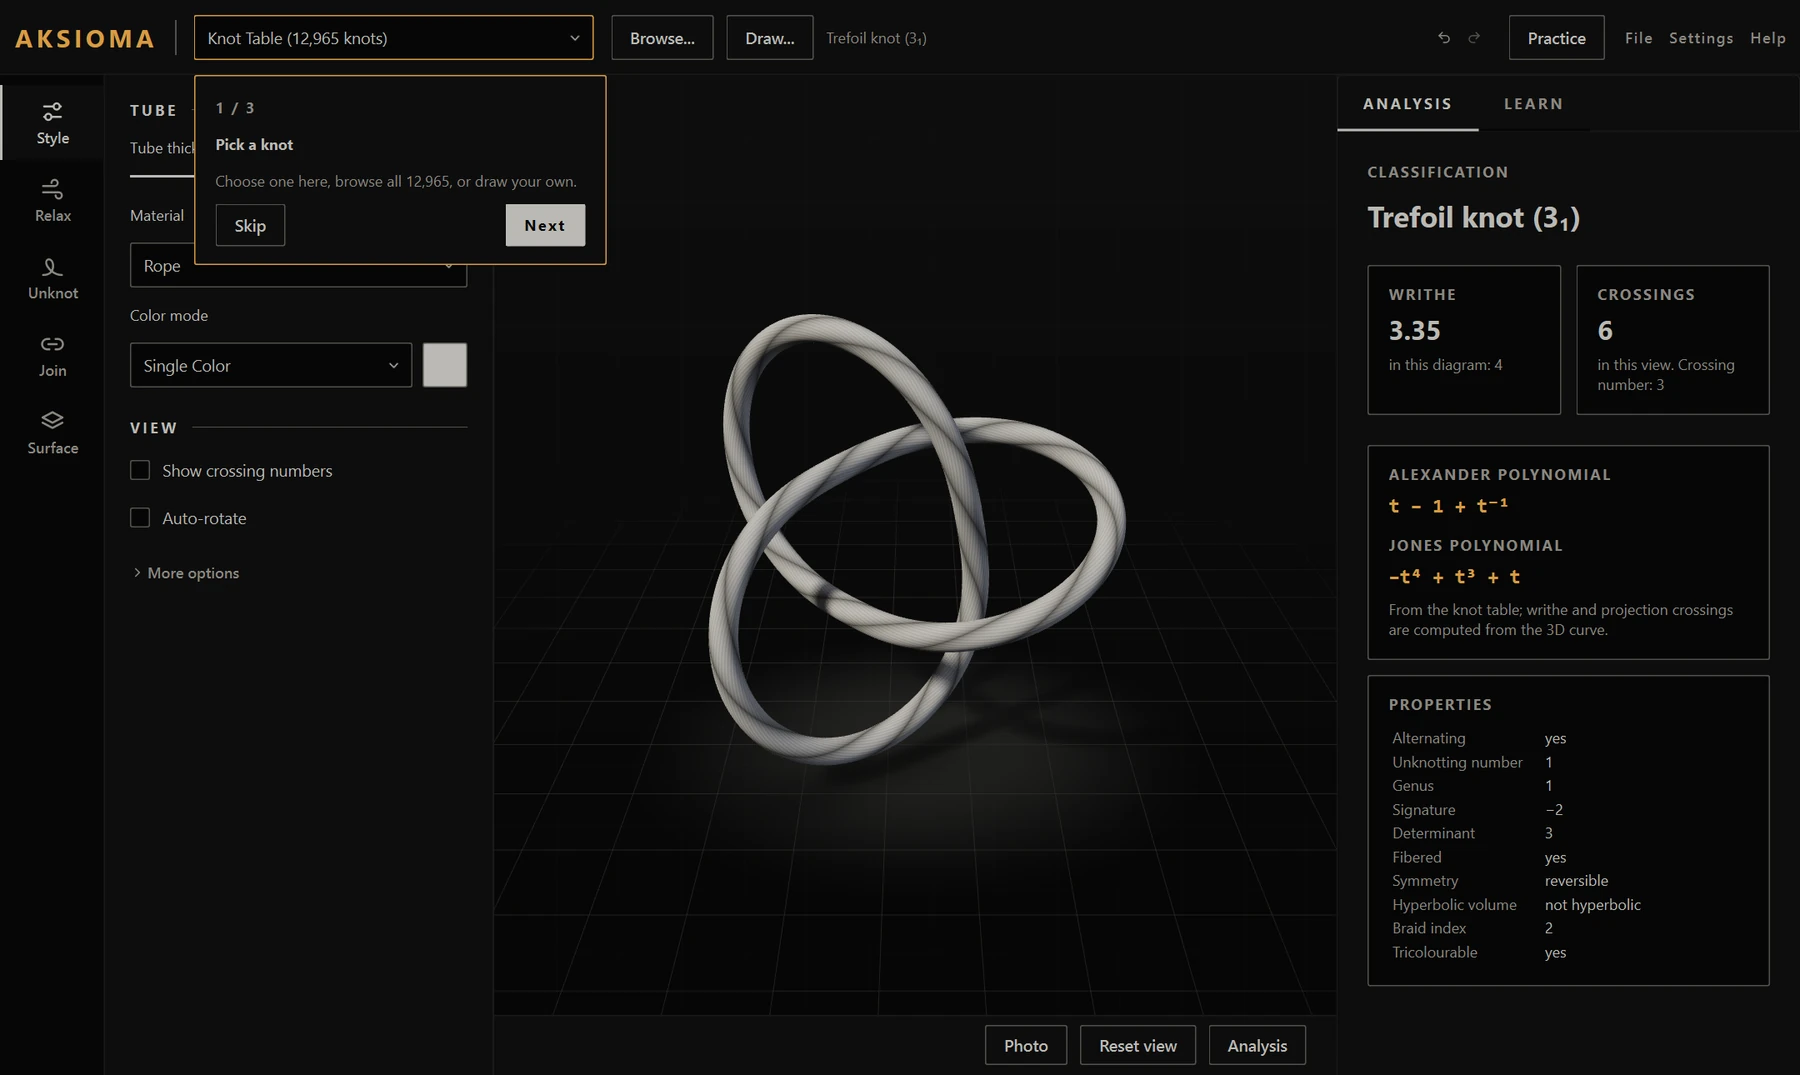 AKSIOMA
Knot Table (12,965 knots)
Browse...
Draw...
Trefoil knot (3₁)
Practice
File
Settings
Help
Style
Relax
Unknot
Join
Surface
TUBE
Tube thick
1 / 3
Pick a knot
Choose one here, browse all 12,965, or draw your own.
Skip
Next
Material
Rope
Color mode
Single Color
VIEW
Show crossing numbers
Auto-rotate
More options
Photo
Reset view
Analysis
ANALYSIS
LEARN
CLASSIFICATION
Trefoil knot (3₁)
WRITHE
3.35
in this diagram: 4
CROSSINGS
6
in this view. Crossing
number: 3
ALEXANDER POLYNOMIAL
t − 1 + t⁻¹
JONES POLYNOMIAL
−t⁴ + t³ + t
From the knot table; writhe and projection crossings
are computed from the 3D curve.
PROPERTIES
Alternating yes
Unknotting number 1
Genus 1
Signature −2
Determinant 3
Fibered yes
Symmetry reversible
Hyperbolic volume not hyperbolic
Braid index 2
Tricolourable yes